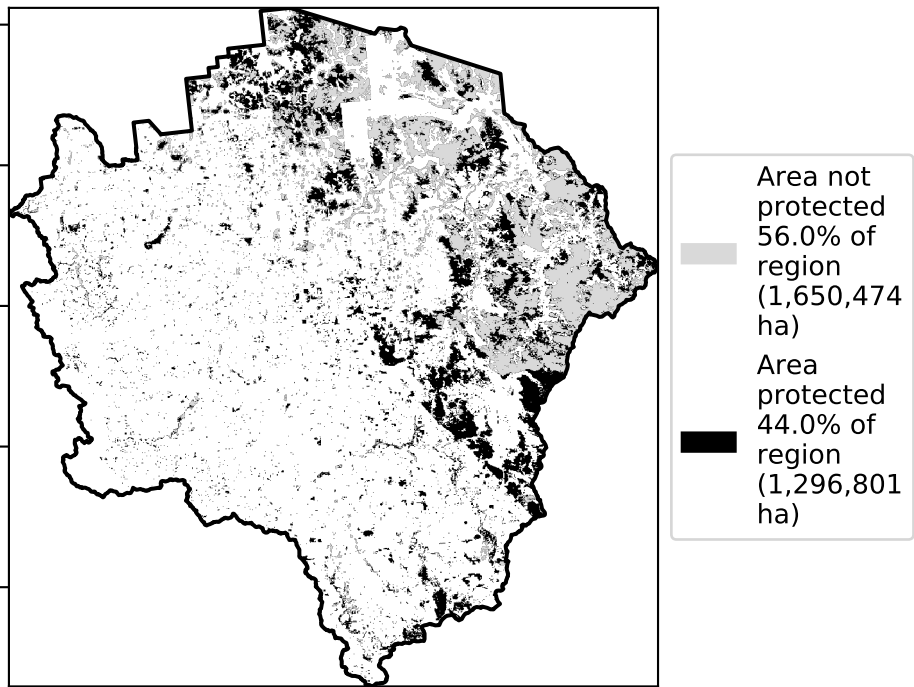 Area not
protected
56.0% of
region
(1,650,474
ha)
Area
protected
44.0% of
region
(1,296,801
ha)